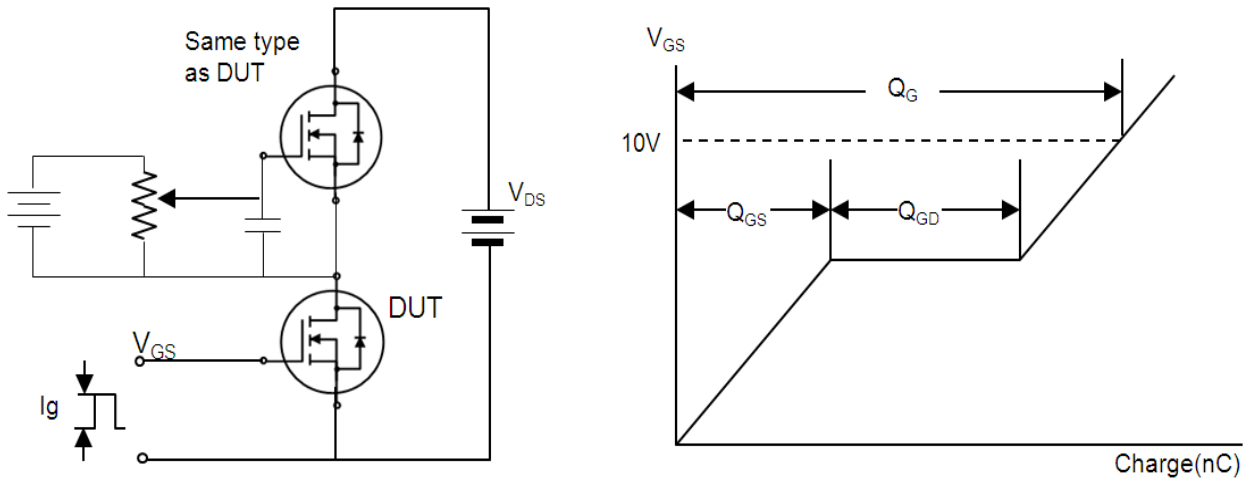 Same type
as DUT
VDS
DUT
VGS
Ig
VGS
QG
10V
QGS
QGD
Charge(nC)